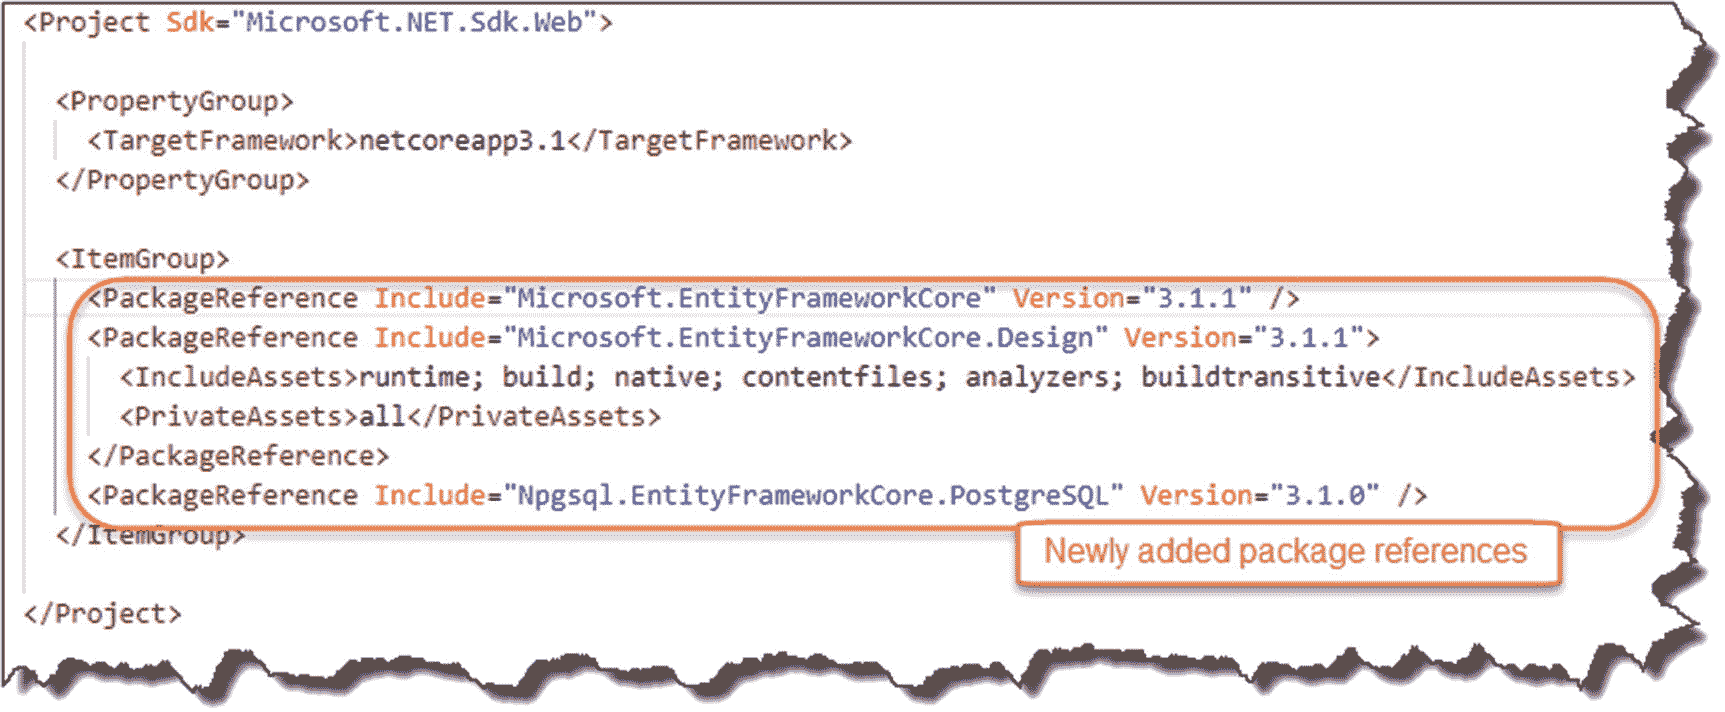 <Project Sdk="Microsoft.NET.Sdk.Web">
<PropertyGroup>
<TargetFramework>netcoreapp3.1</TargetFramework>
</PropertyGroup>
<ItemGroup>
<PackageReference Include="Microsoft.EntityFrameworkCore" Version="3.1.1" />
<PackageReference Include="Microsoft.EntityFrameworkCore.Design" Version="3.1.1">
<IncludeAssets>runtime; build; native; contentfiles; analyzers; buildtransitive</IncludeAssets>
<PrivateAssets>all</PrivateAssets>
</PackageReference>
<PackageReference Include="Npgsql.EntityFrameworkCore.PostgreSQL" Version="3.1.0" />
</ItemGroup>
Newly added package references
</Project>